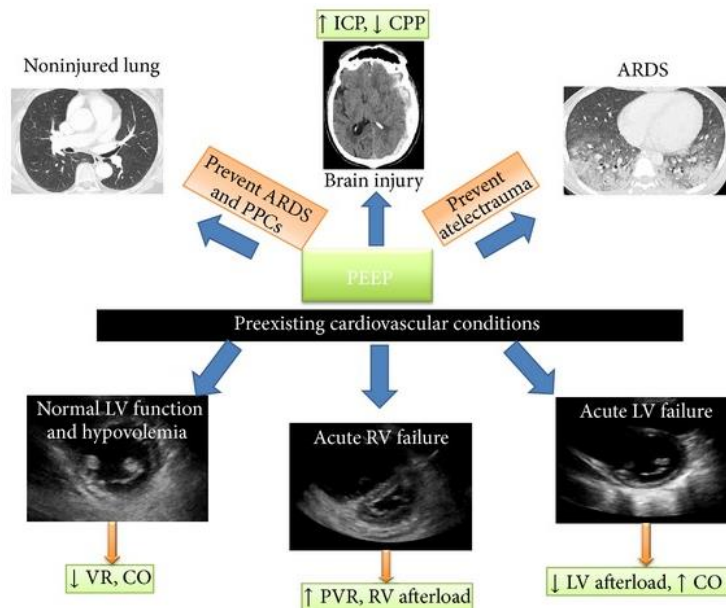 ↑ ICP, ↓ CPP
Noninjured lung
ARDS
Brain injury
Prevent ARDS
and PPCs
Prevent
atelectrauma
PEEP
Preexisting cardiovascular conditions
Normal LV function
and hypovolemia
Acute RV failure
Acute LV failure
↓ VR, CO
↑ PVR, RV afterload
↓ LV afterload, ↑ CO